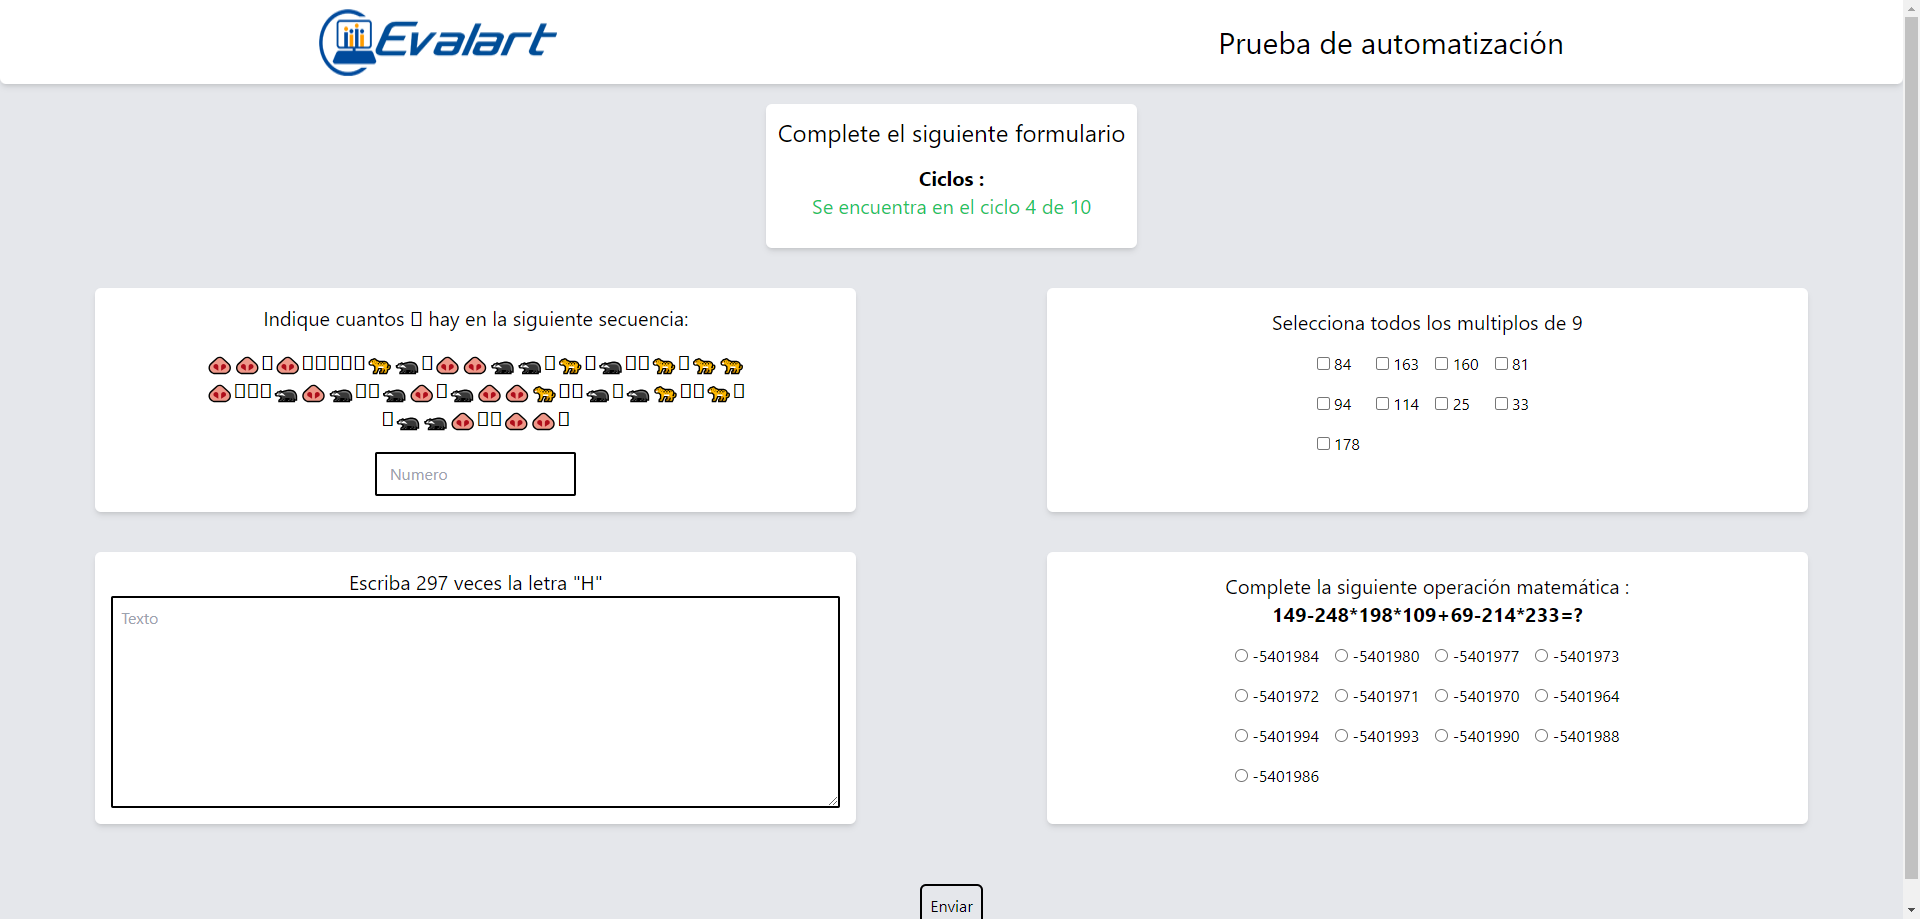 Evalart
Prueba de automatización
Complete el siguiente formulario
Ciclos :
Se encuentra en el ciclo 4 de 10
Indique cuantos ▯ hay en la siguiente secuencia:
🐽🐽▯🐽▯▯▯▯▯🐅🦡▯🐽🐽🦡🦡▯🐅▯🦡▯▯🐅▯🐅🐅
🐽▯▯▯🦡🐽🦡▯▯🦡🐽▯🦡🐽🐽🐅▯▯🦡▯🦡🐅▯▯🐅▯
▯🦡🦡🐽▯▯🐽🐽▯
Numero
Selecciona todos los multiplos de 9
84 163 160 81
94 114 25 33
178
Escriba 297 veces la letra "H"
Texto
Complete la siguiente operación matemática :
149-248*198*109+69-214*233=?
-5401984 -5401980 -5401977 -5401973
-5401972 -5401971 -5401970 -5401964
-5401994 -5401993 -5401990 -5401988
-5401986
Enviar